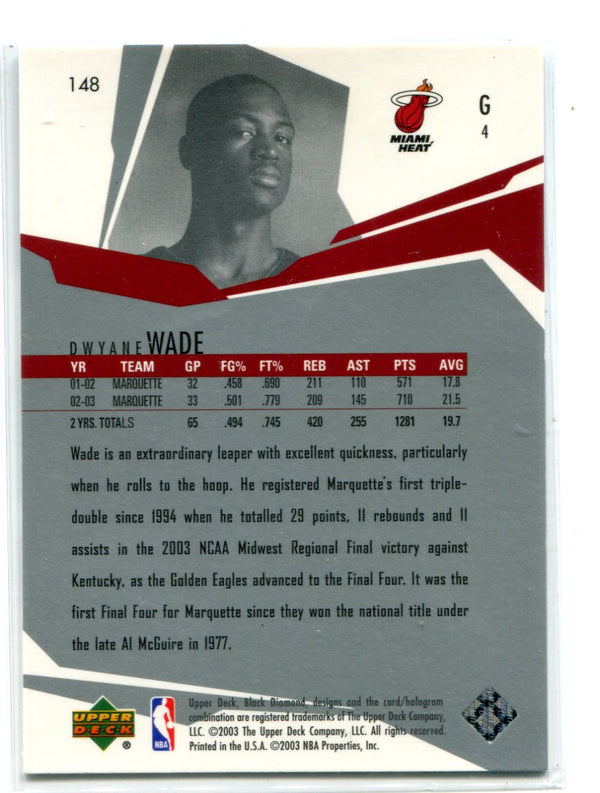 148
G
4
MIAMI
HEAT
DWYANE WADE
YR TEAM GP FG% FT% REB AST PTS AVG
01-02 MARQUETTE 32 .458 .690 211 110 571 17.8
02-03 MARQUETTE 33 .501 .779 209 145 710 21.5
2 YRS. TOTALS 65 .494 .745 420 255 1281 19.7
Wade is an extraordinary leaper with excellent quickness, particularly
when he rolls to the hoop. He registered Marquette's first triple-
double since 1994 when he totalled 29 points, 11 rebounds and 11
assists in the 2003 NCAA Midwest Regional Final victory against
Kentucky, as the Golden Eagles advanced to the Final Four. It was the
first Final Four for Marquette since they won the national title under
the late Al McGuire in 1977.
UPPER
DECK
®
NBA
Upper Deck, Black Diamond, designs and the card/hologram
combination are registered trademarks of The Upper Deck Company,
LLC. ©2003 The Upper Deck Company, LLC. All rights reserved.
Printed in the U.S.A. ©2003 NBA Properties, Inc.